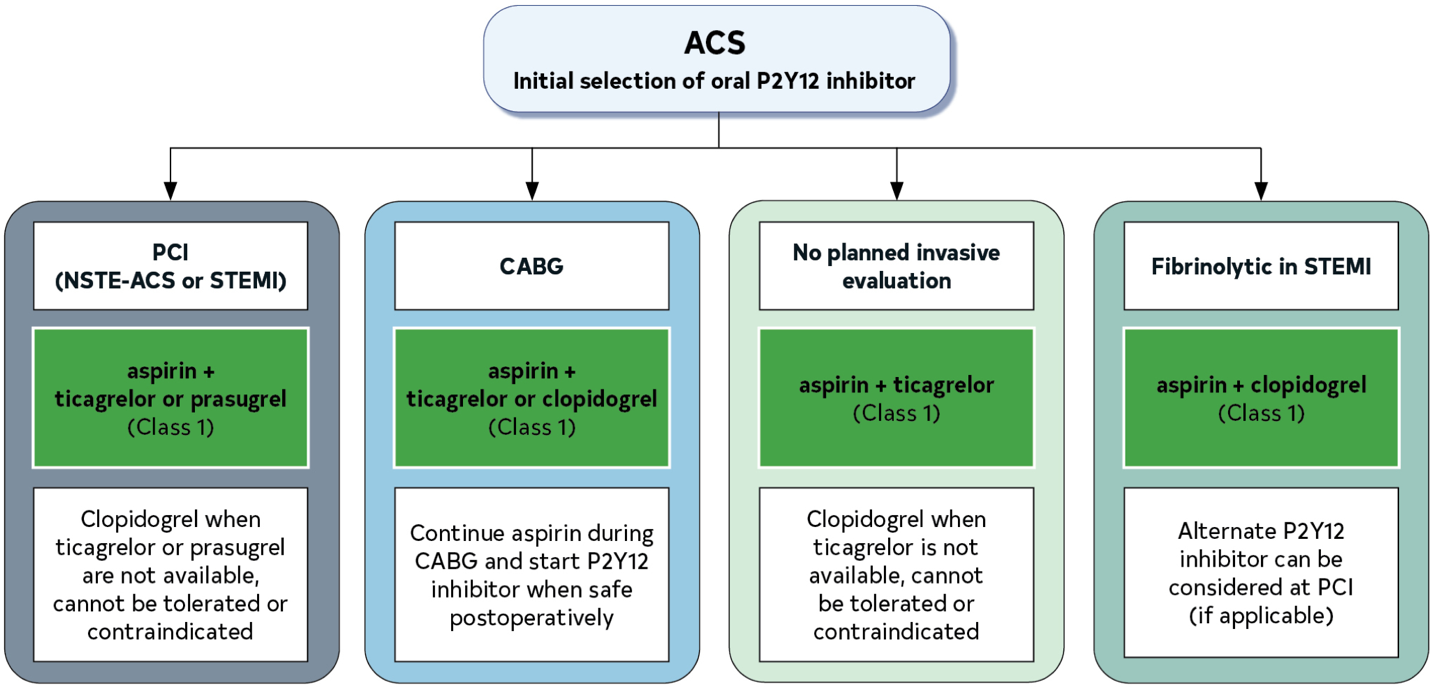 ACS
Initial selection of oral P2Y12 inhibitor
PCI
(NSTE-ACS or STEMI)
aspirin +
ticagrelor or prasugrel
(Class 1)
Clopidogrel when
ticagrelor or prasugrel
are not available,
cannot be tolerated or
contraindicated
CABG
aspirin +
ticagrelor or clopidogrel
(Class 1)
Continue aspirin during
CABG and start P2Y12
inhibitor when safe
postoperatively
No planned invasive
evaluation
aspirin + ticagrelor
(Class 1)
Clopidogrel when
ticagrelor is not
available, cannot
be tolerated or
contraindicated
Fibrinolytic in STEMI
aspirin + clopidogrel
(Class 1)
Alternate P2Y12
inhibitor can be
considered at PCI
(if applicable)